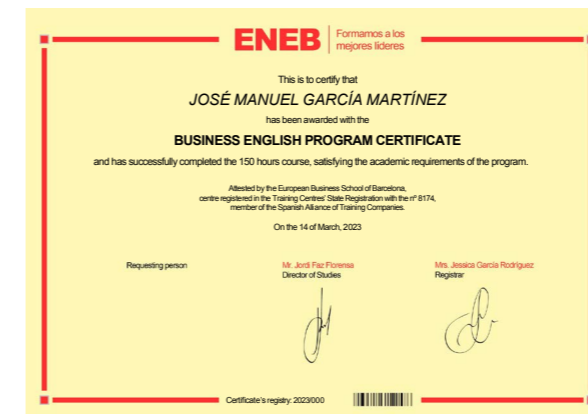 ENEB
Formamos a los
mejores líderes
This is to certify that
JOSÉ MANUEL GARCÍA MARTÍNEZ
has been awarded with the
BUSINESS ENGLISH PROGRAM CERTIFICATE
and has successfully completed the 150 hours course, satisfying the academic requirements of the program.
Attested by the European Business School of Barcelona,
centre registered in the Training Centres' State Registration with the nº 8174,
member of the Spanish Alliance of Training Companies.
On the 14 of March, 2023
Requesting person
Mr. Jordi Faz Florensa
Director of Studies
Mrs. Jessica García Rodríguez
Registrar
Certificate's registry: 2023/000